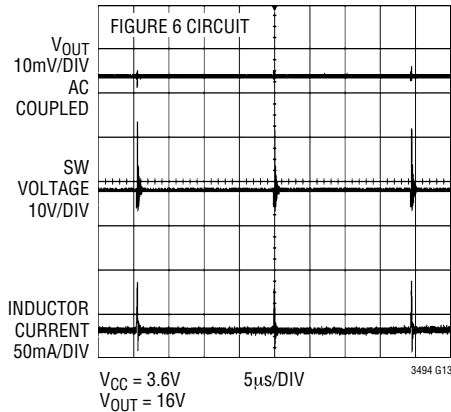 FIGURE 6 CIRCUIT
VOUT
10mV/DIV
AC
COUPLED
SW
VOLTAGE
10V/DIV
INDUCTOR
CURRENT
50mA/DIV
VCC = 3.6V
VOUT = 16V
5µs/DIV
3494 G13